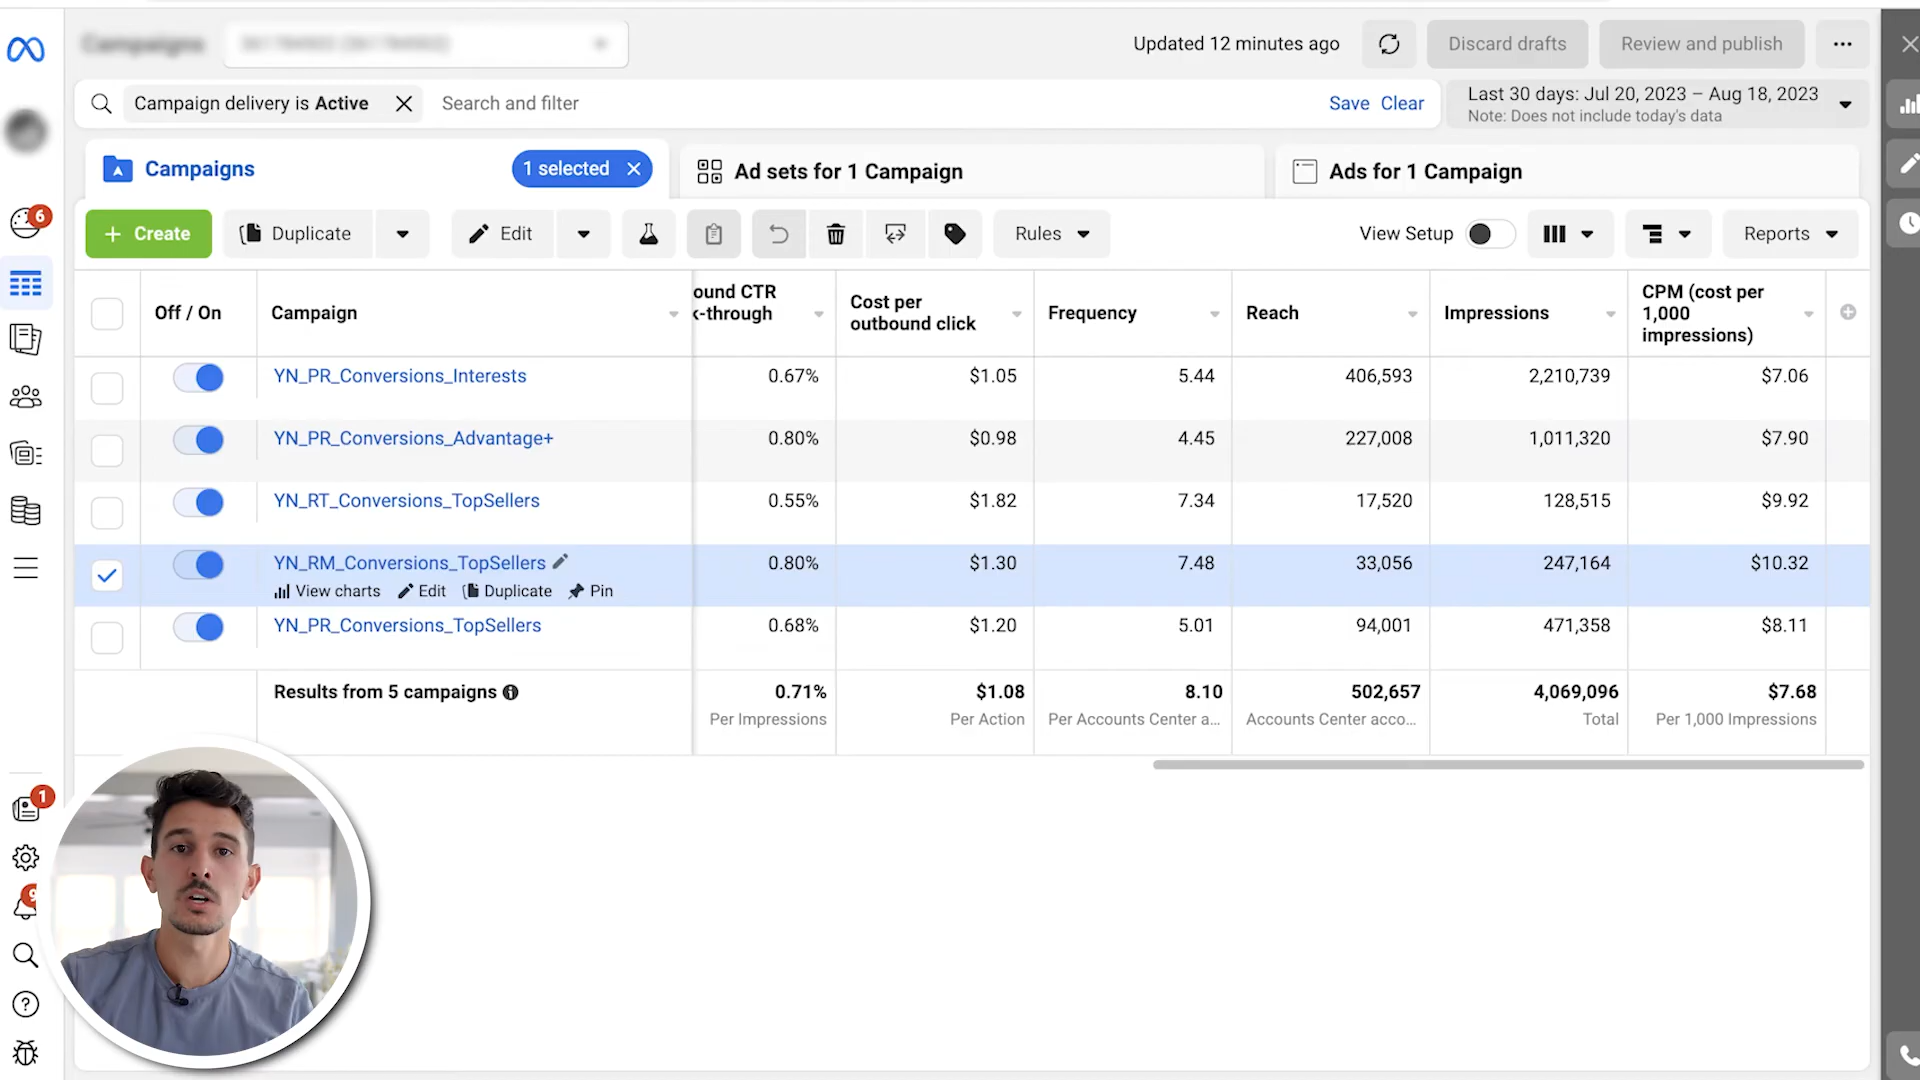 Updated 12 minutes ago
Discard drafts
Review and publish
Campaign delivery is Active
Search and filter
Save Clear
Last 30 days: Jul 20, 2023 – Aug 18, 2023
Note: Does not include today's data
Campaigns
1 selected
Ad sets for 1 Campaign
Ads for 1 Campaign
6
+ Create
Duplicate
Edit
Rules
View Setup
Reports
Off / On
Campaign
ound CTR
k-through
Cost per
outbound click
Frequency
Reach
Impressions
CPM (cost per
1,000
impressions)
YN_PR_Conversions_Interests 0.67% $1.05 5.44 406,593 2,210,739 $7.06
YN_PR_Conversions_Advantage+ 0.80% $0.98 4.45 227,008 1,011,320 $7.90
YN_RT_Conversions_TopSellers 0.55% $1.82 7.34 17,520 128,515 $9.92
YN_RM_Conversions_TopSellers 0.80% $1.30 7.48 33,056 247,164 $10.32
View charts Edit Duplicate Pin
YN_PR_Conversions_TopSellers 0.68% $1.20 5.01 94,001 471,358 $8.11
Results from 5 campaigns 0.71% $1.08 8.10 502,657 4,069,096 $7.68
Per Impressions Per Action Per Accounts Center a... Accounts Center acco... Total Per 1,000 Impressions
1
9